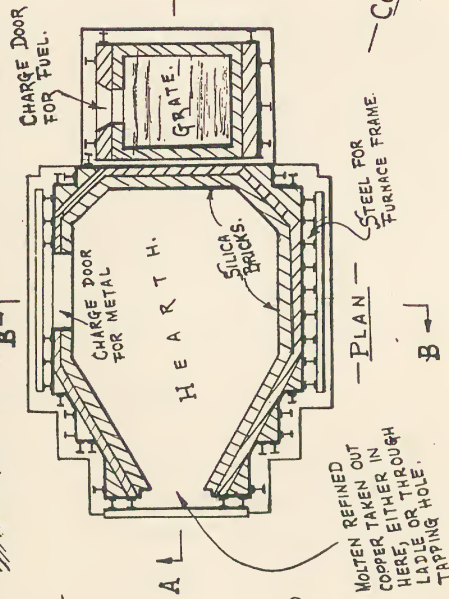 CHARGE DOOR
FOR FUEL.
GRATE.
CHARGE DOOR
FOR METAL
HEARTH.
SILICA
BRICKS.
STEEL FOR
FURNACE FRAME.
— PLAN —
B
B
A
MOLTEN REFINED
COPPER TAKEN OUT
HERE, EITHER IN
LADLE OR THROUGH
TAPPING HOLE.